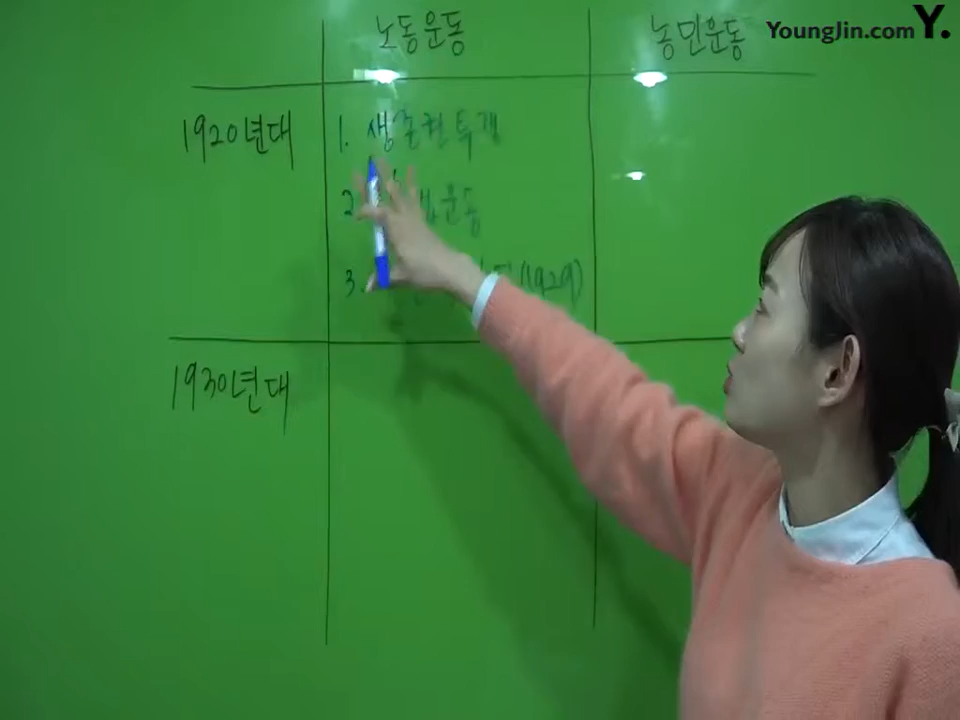 YoungJin.com Y.
노동운동 농민운동
1920년대 1. 생존권 투쟁
2. 운동
3. (1929)
1930년대